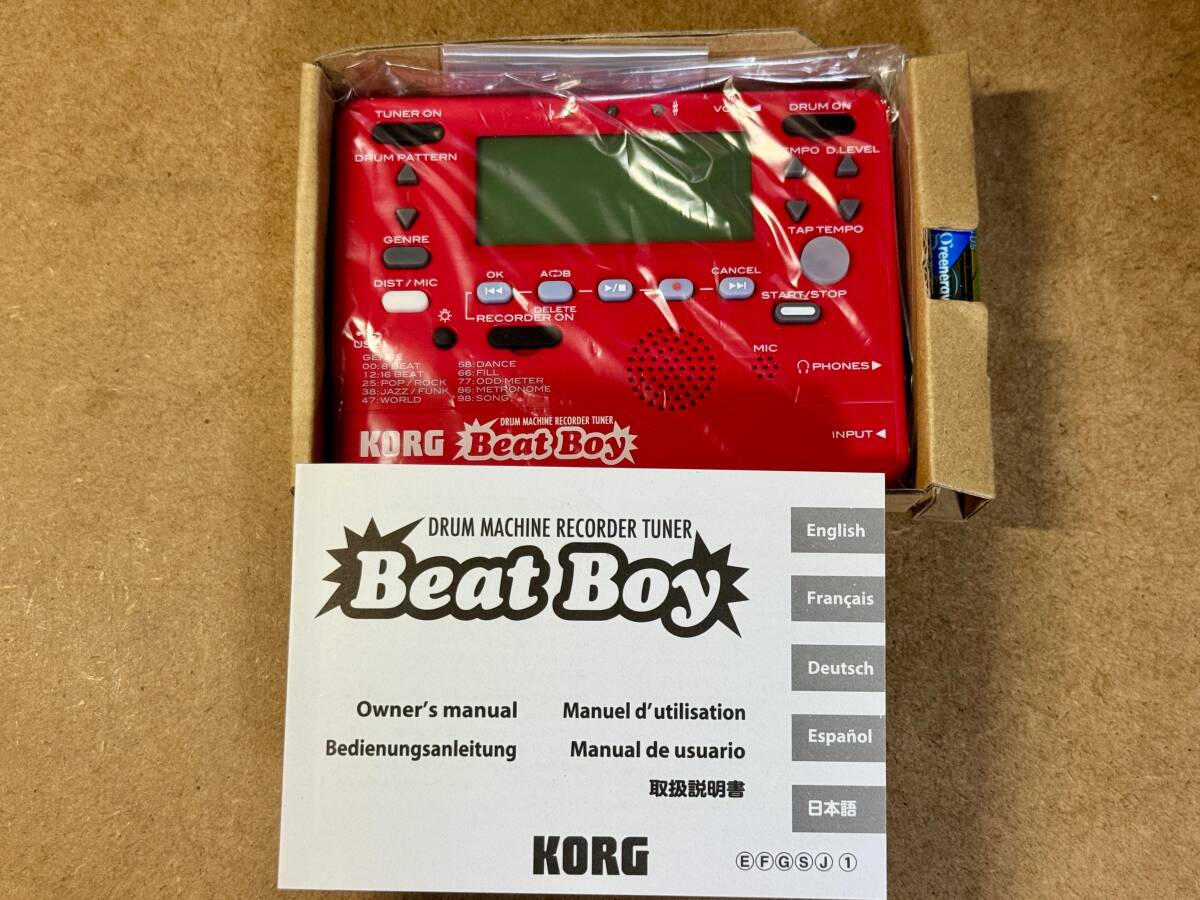 TUNER ON
DRUM ON
DRUM PATTERN
D.LEVEL
GENRE
TAP TEMPO
DIST / MIC
OK
A⊂⊃B
CANCEL
DELETE
START/STOP
RECORDER ON
MIC
PHONES
INPUT
00: 8 BEAT
12: 16 BEAT
25: POP / ROCK
38: JAZZ / FUNK
47: WORLD
58: DANCE
66: FILL
77: ODD METER
86: METRONOME
98: SONG
KORG
DRUM MACHINE RECORDER TUNER
Beat Boy
DRUM MACHINE RECORDER TUNER
Beat Boy
English
Français
Deutsch
Español
日本語
Owner's manual
Manuel d'utilisation
Bedienungsanleitung
Manual de usuario
取扱説明書
KORG
Ⓔ Ⓕ Ⓖ Ⓢ Ⓙ ①